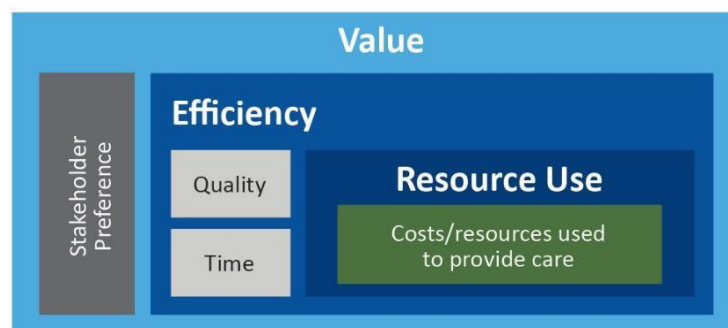 Value
Stakeholder
Preference
Efficiency
Quality
Time
Resource Use
Costs/resources used
to provide care